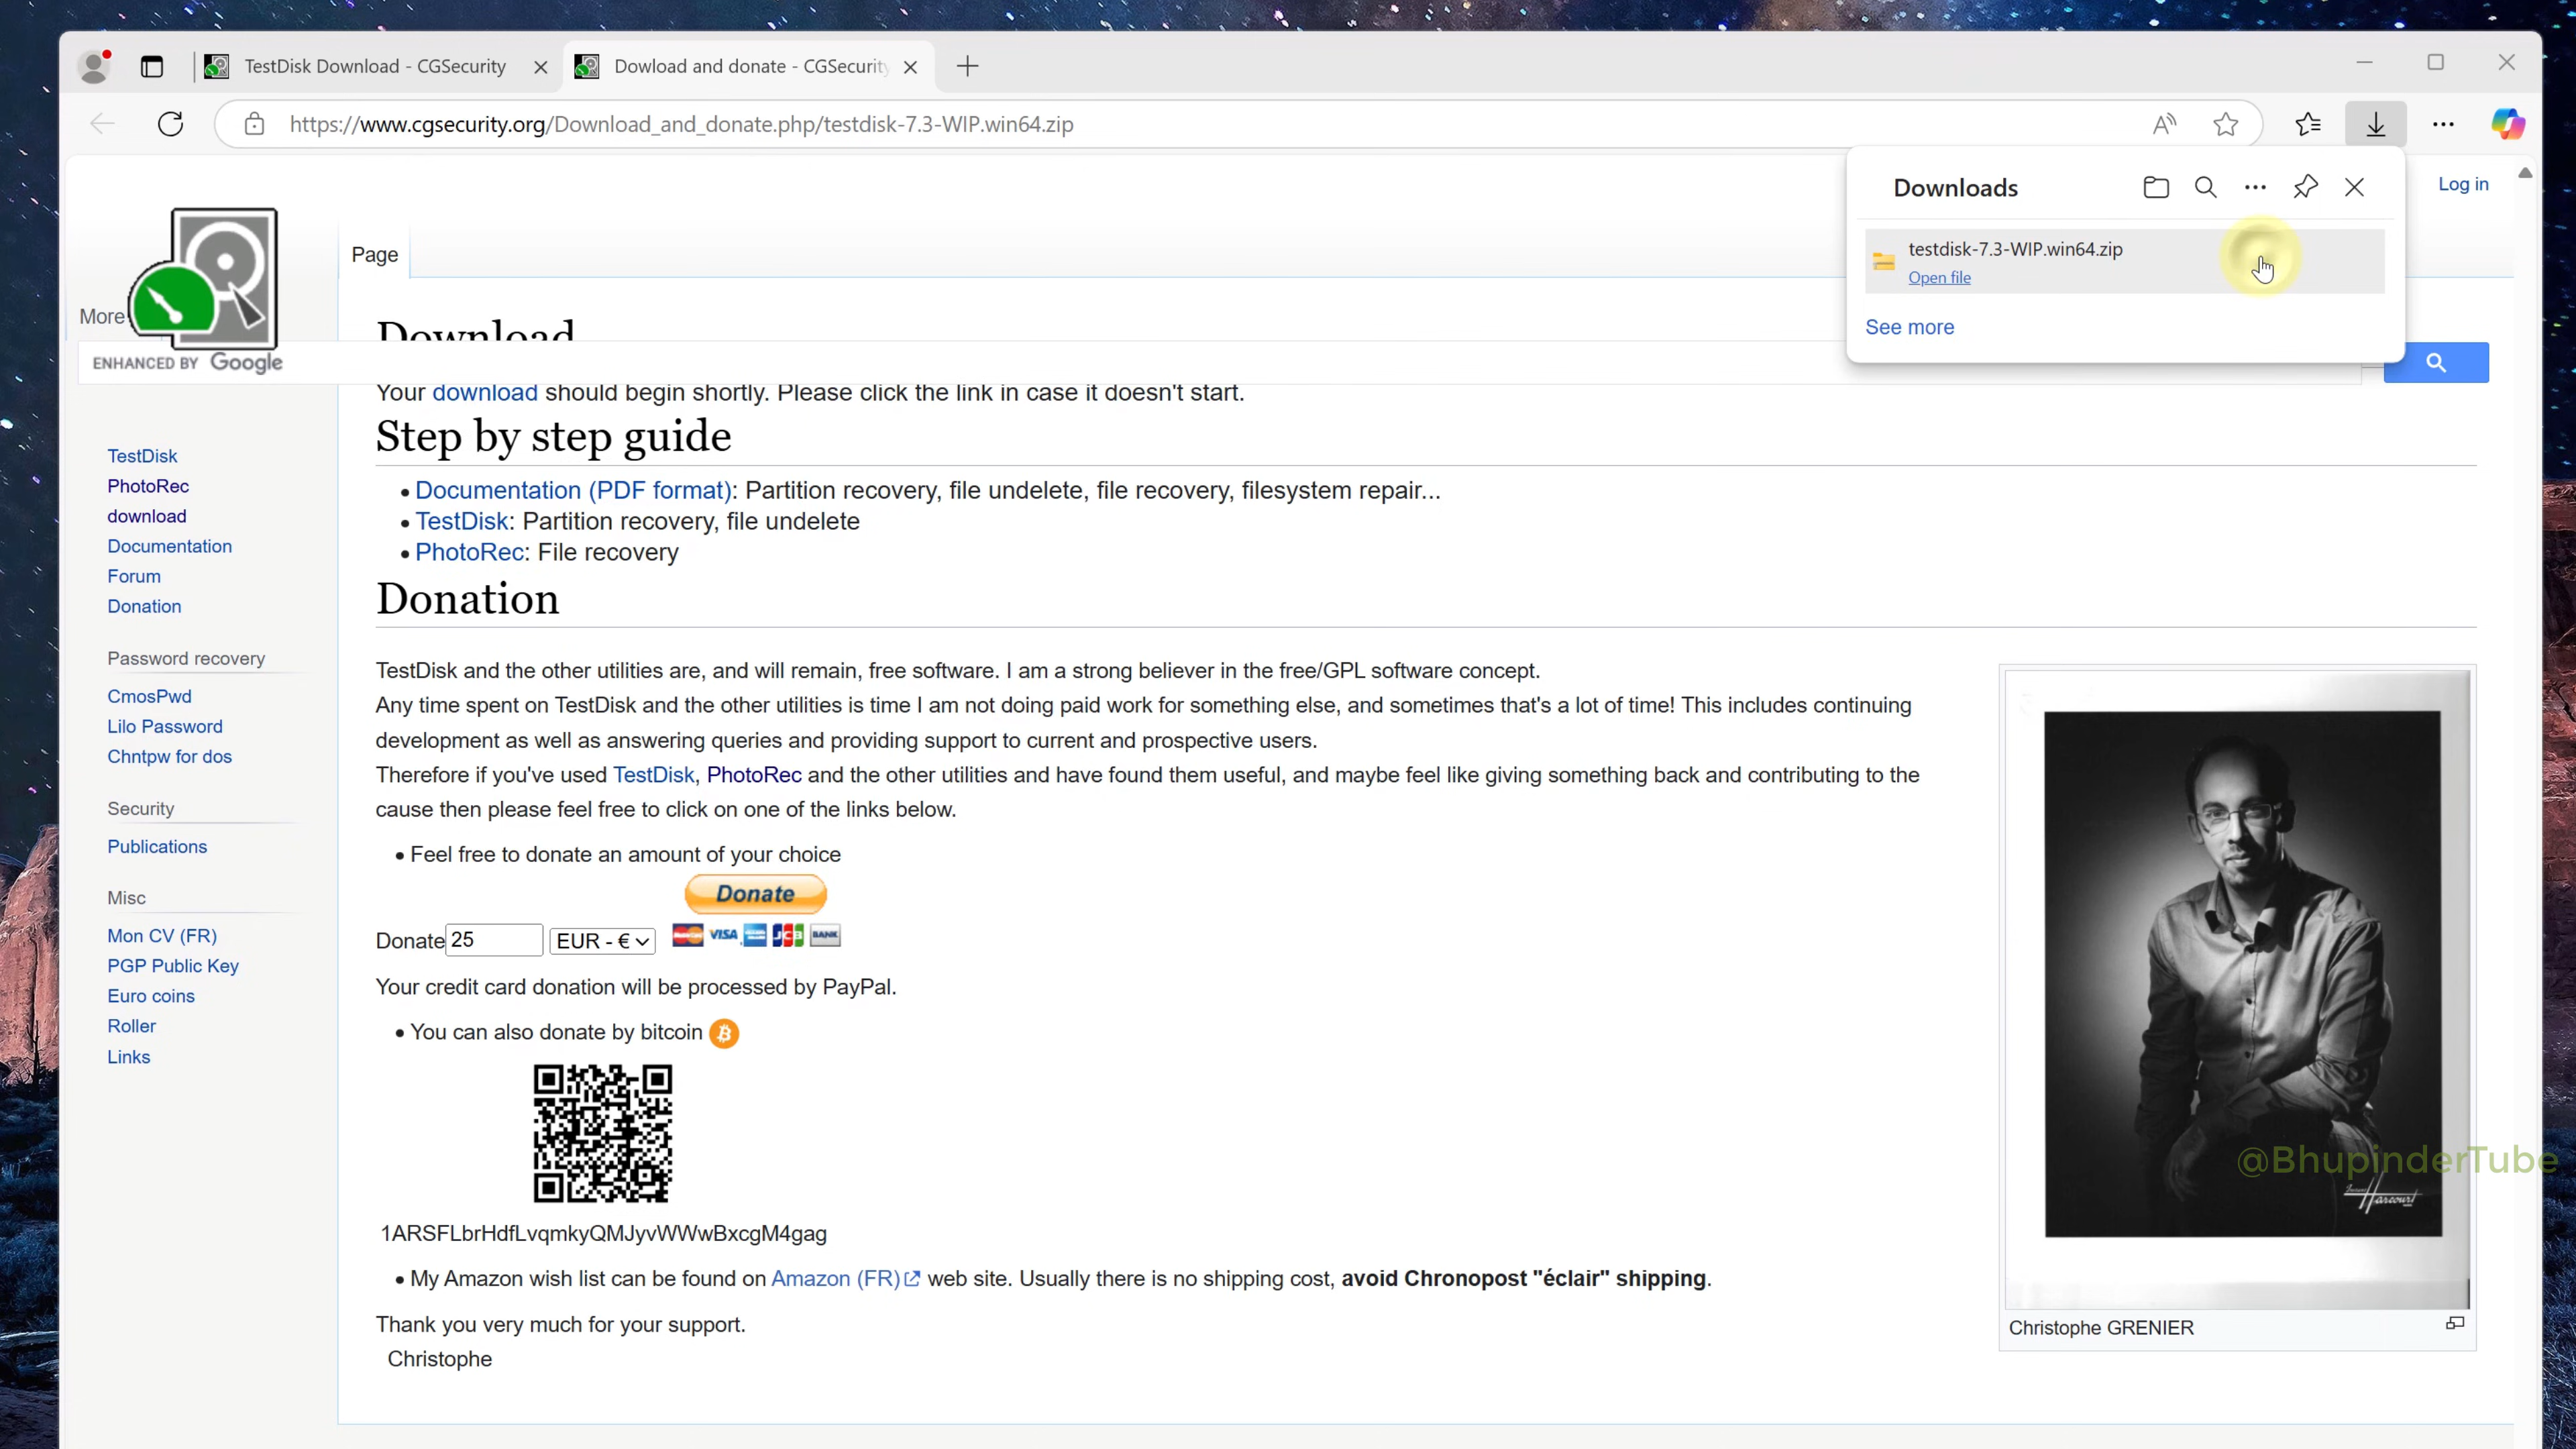 TestDisk Download - CGSecurity
Dowload and donate - CGSecurity
https://www.cgsecurity.org/Download_and_donate.php/testdisk-7.3-WIP.win64.zip
Downloads
testdisk-7.3-WIP.win64.zip
Open file
See more
Log in
Page
More
ENHANCED BY Google
Download
Your download should begin shortly. Please click the link in case it doesn't start.
Step by step guide
Documentation (PDF format): Partition recovery, file undelete, file recovery, filesystem repair...
TestDisk: Partition recovery, file undelete
PhotoRec: File recovery
TestDisk
PhotoRec
download
Documentation
Forum
Donation
Password recovery
CmosPwd
Lilo Password
Chntpw for dos
Security
Publications
Misc
Mon CV (FR)
PGP Public Key
Euro coins
Roller
Links
Donation
TestDisk and the other utilities are, and will remain, free software. I am a strong believer in the free/GPL software concept.
Any time spent on TestDisk and the other utilities is time I am not doing paid work for something else, and sometimes that's a lot of time! This includes continuing
development as well as answering queries and providing support to current and prospective users.
Therefore if you've used TestDisk, PhotoRec and the other utilities and have found them useful, and maybe feel like giving something back and contributing to the
cause then please feel free to click on one of the links below.
Feel free to donate an amount of your choice
Donate
Donate 25 EUR - €
VISA JCB BANK
Your credit card donation will be processed by PayPal.
You can also donate by bitcoin
1ARSFLbrHdfLvqmkyQMJyvWWwBxcgM4gag
My Amazon wish list can be found on Amazon (FR) web site. Usually there is no shipping cost, avoid Chronopost "éclair" shipping.
Thank you very much for your support.
Christophe
Harcourt
Christophe GRENIER
@BhupinderTube